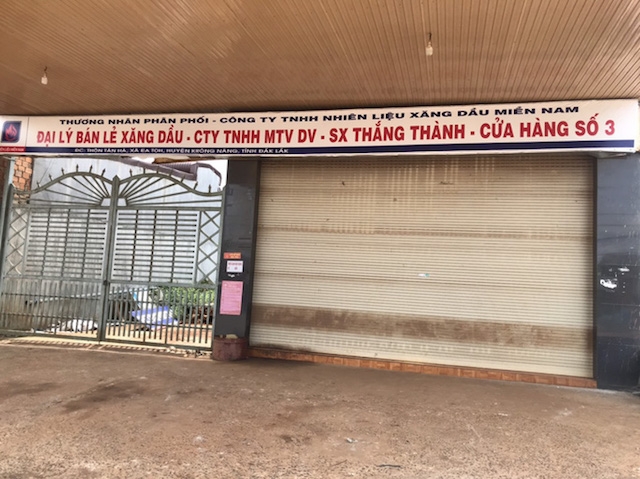 THƯƠNG NHÂN PHÂN PHỐI - CÔNG TY TNHH NHIÊN LIỆU XĂNG DẦU MIỀN NAM
ĐẠI LÝ BÁN LẺ XĂNG DẦU - CTY TNHH MTV DV - SX THẮNG THÀNH - CỬA HÀNG SỐ 3
ĐC: THÔN TÂN HÀ, XÃ EA TÓH, HUYỆN KRÔNG NĂNG, TỈNH ĐẮK LẮK